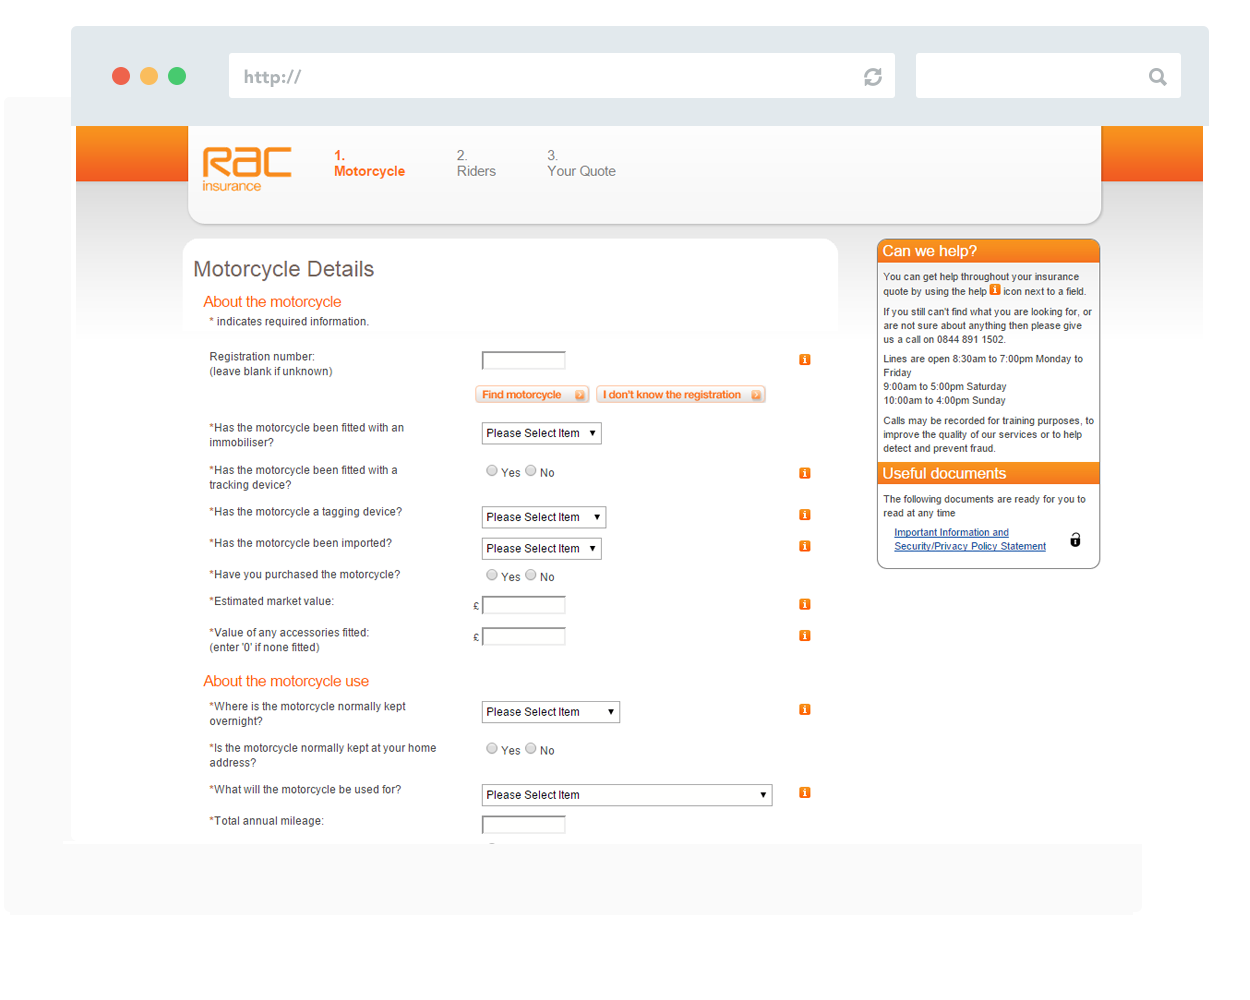 http://
RAC
insurance
1.
Motorcycle
2.
Riders
3.
Your Quote
Motorcycle Details
About the motorcycle
* indicates required information.
Registration number:
(leave blank if unknown)
Find motorcycle
I don't know the registration
*Has the motorcycle been fitted with an
immobiliser?
Please Select Item
*Has the motorcycle been fitted with a
tracking device?
Yes No
*Has the motorcycle a tagging device?
Please Select Item
*Has the motorcycle been imported?
Please Select Item
*Have you purchased the motorcycle?
Yes No
*Estimated market value:
£
*Value of any accessories fitted:
(enter '0' if none fitted)
£
About the motorcycle use
*Where is the motorcycle normally kept
overnight?
Please Select Item
*Is the motorcycle normally kept at your home
address?
Yes No
*What will the motorcycle be used for?
Please Select Item
*Total annual mileage:
Can we help?
You can get help throughout your insurance
quote by using the help i icon next to a field.
If you still can't find what you are looking for, or
are not sure about anything then please give
us a call on 0844 891 1502.
Lines are open 8:30am to 7:00pm Monday to
Friday
9:00am to 5:00pm Saturday
10:00am to 4:00pm Sunday
Calls may be recorded for training purposes, to
improve the quality of our services or to help
detect and prevent fraud.
Useful documents
The following documents are ready for you to
read at any time
Important Information and
Security/Privacy Policy Statement